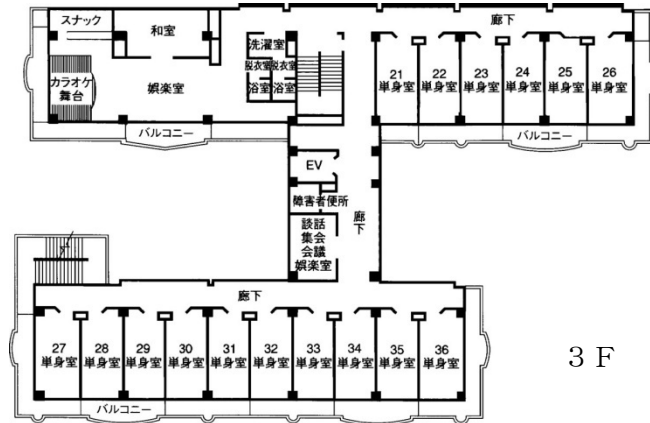 スナック
和室
洗濯室
廊下
脱衣室
脱衣室
浴室
浴室
カラオケ
舞台
娯楽室
21
単身室
22
単身室
23
単身室
24
単身室
25
単身室
26
単身室
バルコニー
バルコニー
EV
障害者便所
談話
集会
会議
娯楽室
廊
下
廊下
27
単身室
28
単身室
29
単身室
30
単身室
31
単身室
32
単身室
33
単身室
34
単身室
35
単身室
36
単身室
バルコニー
バルコニー
3 F